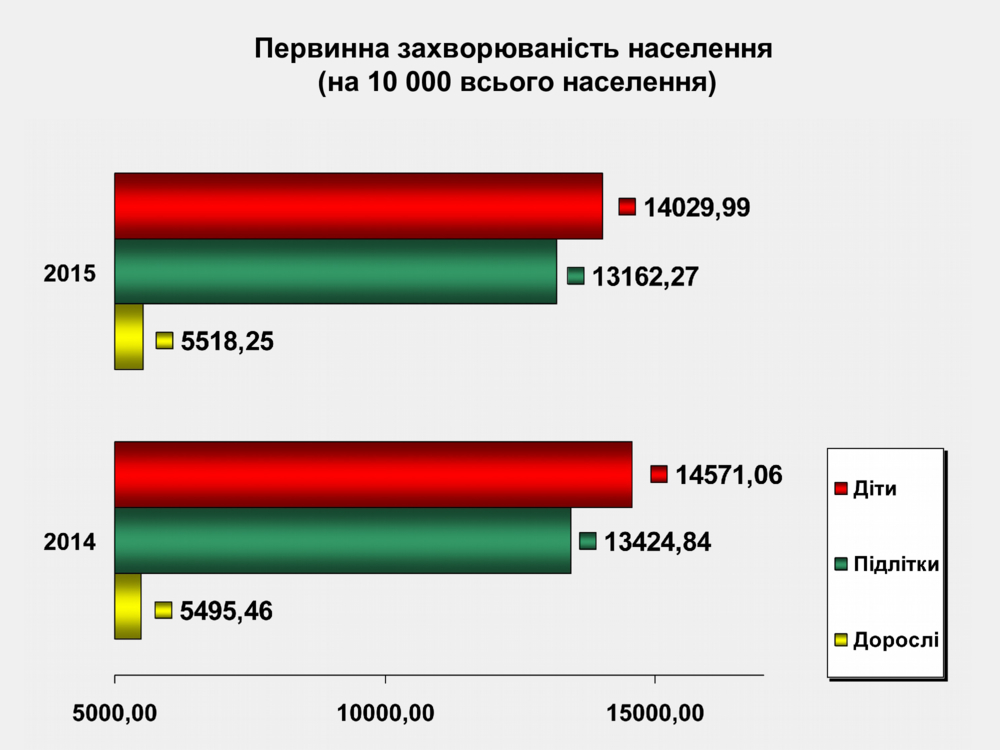 Первинна захворюваність населення
(на 10 000 всього населення)
14029,99
2015
13162,27
5518,25
14571,06
2014
13424,84
5495,46
Діти
Підлітки
Дорослі
5000,00
10000,00
15000,00